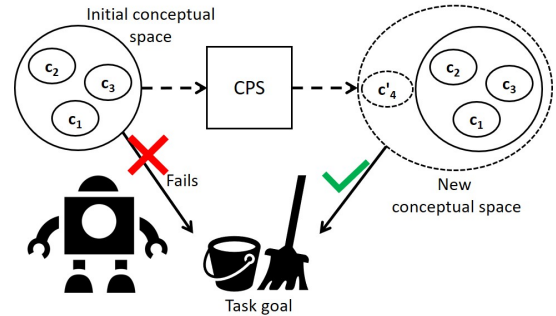 Initial conceptual
space
c2
c3
c1
CPS
c'4
c2
c3
c1
Fails
New
conceptual space
Task goal